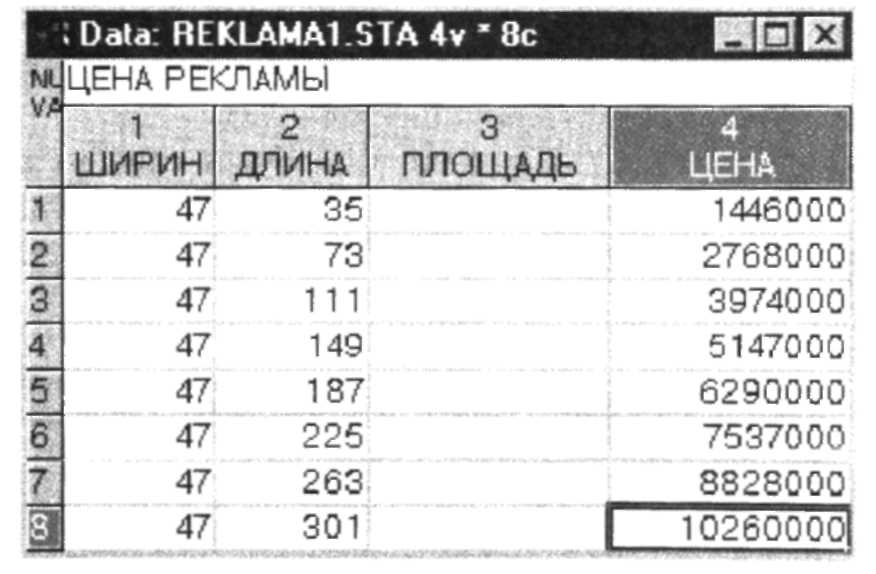 Data: REKLAMA1.STA 4v * 8c
NU ЦЕНА РЕКЛАМЫ
VA
1 2 3 4
ШИРИН ДЛИНА ПЛОЩАДЬ ЦЕНА
1 47 35 1446000
2 47 73 2768000
3 47 111 3974000
4 47 149 5147000
5 47 187 6290000
6 47 225 7537000
7 47 263 8828000
8 47 301 10260000